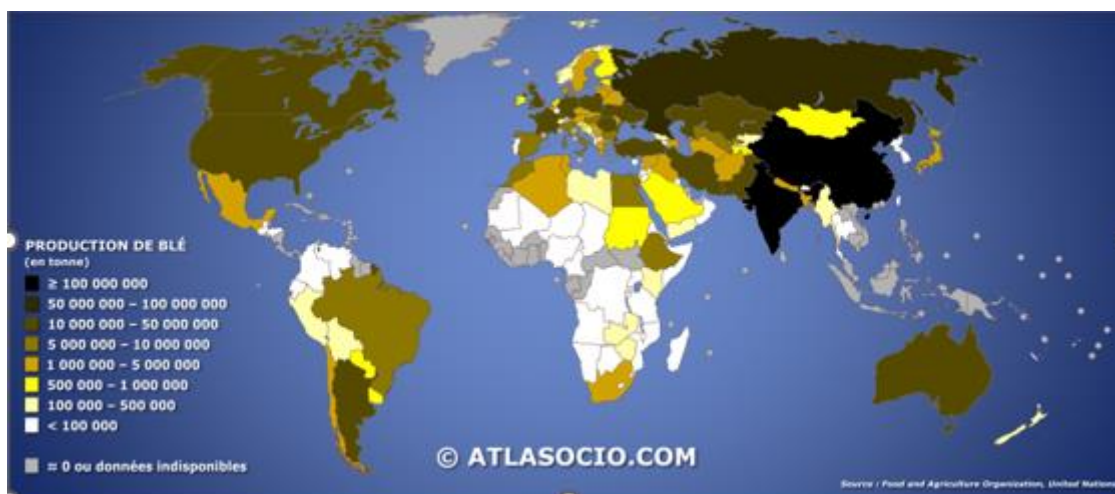 PRODUCTION DE BLÉ
(en tonne)
≥ 100 000 000
50 000 000 – 100 000 000
10 000 000 – 50 000 000
5 000 000 – 10 000 000
1 000 000 – 5 000 000
500 000 – 1 000 000
100 000 – 500 000
< 100 000
≈ 0 ou données indisponibles
© ATLASOCIO.COM
Source : Food and Agriculture Organization, United Nations